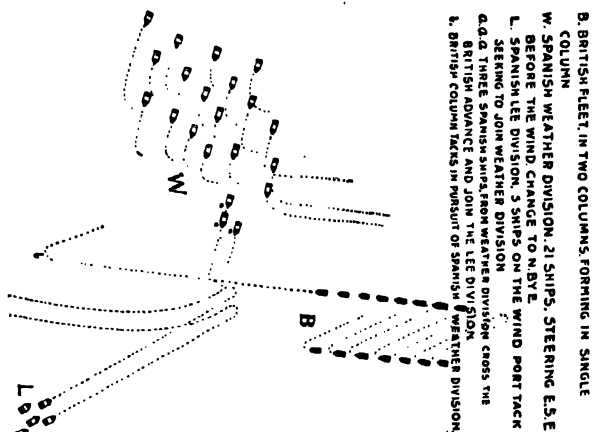 B. BRITISH FLEET, IN TWO COLUMNS, FORMING IN SINGLE
COLUMN
W. SPANISH WEATHER DIVISION. 21 SHIPS. STEERING E.S.E
BEFORE THE WIND. CHANGE TO N.BY E.
L. SPANISH LEE DIVISION, 5 SHIPS ON THE WIND PORT TACK
SEEKING TO JOIN WEATHER DIVISION
a.a.a THREE SPANISH SHIPS, FROM WEATHER DIVISION CROSS THE
BRITISH ADVANCE AND JOIN THE LEE DIVISION
b. BRITISH COLUMN TACKS IN PURSUIT OF SPANISH WEATHER DIVISION.
W
B
L